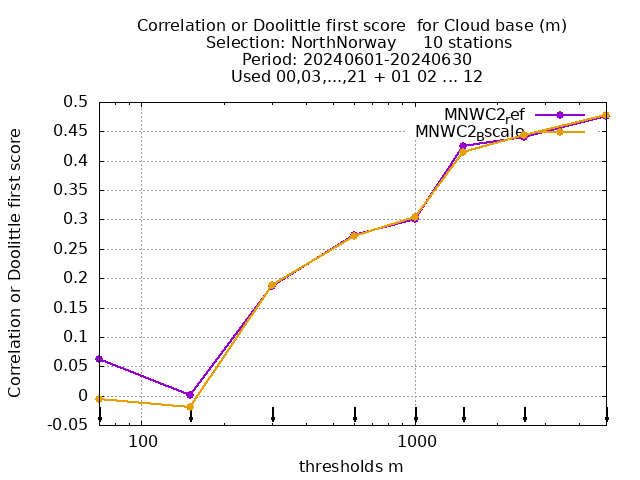 Correlation or Doolittle first score  for Cloud base (m)
Selection: NorthNorway     10 stations
Period: 20240601-20240630
Used 00,03,...,21 + 01 02 ... 12
Correlation or Doolittle first score
0.5
0.45
0.4
0.35
0.3
0.25
0.2
0.15
0.1
0.05
0
-0.05
MNWC2_ref
MNWC2_Bscale
100
1000
thresholds m